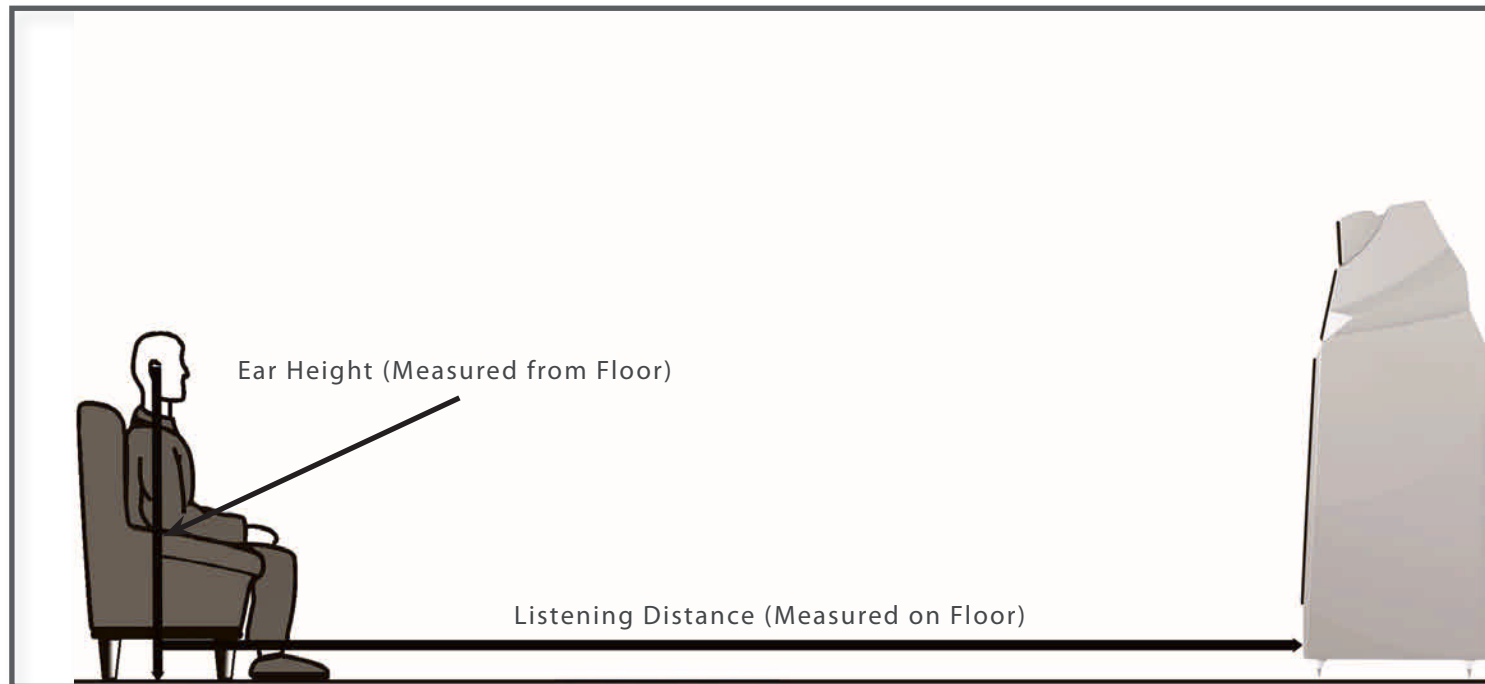 Ear Height (Measured from Floor)
Listening Distance (Measured on Floor)